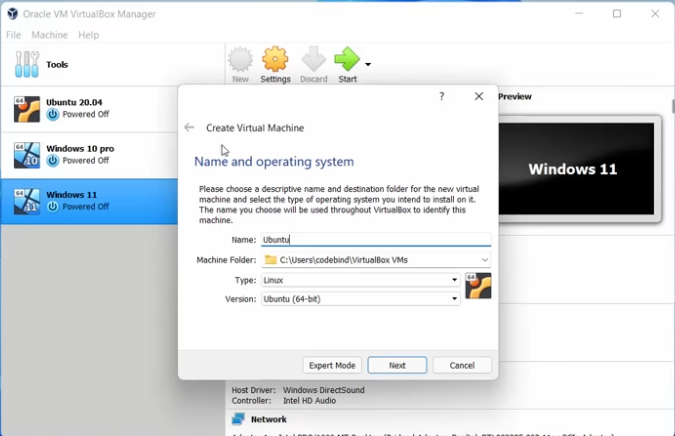 Oracle VM VirtualBox Manager
File Machine Help
Tools
New Settings Discard Start
Ubuntu 20.04
Powered Off
Windows 10 pro
Powered Off
Windows 11
Powered Off
Preview
Windows 11
?
Create Virtual Machine
Name and operating system
Please choose a descriptive name and destination folder for the new virtual
machine and select the type of operating system you intend to install on it.
The name you choose will be used throughout VirtualBox to identify this
machine.
Name: Ubuntu
Machine Folder: C:\Users\codebind\VirtualBox VMs
Type: Linux
64
Version: Ubuntu (64-bit)
Expert Mode Next Cancel
Host Driver: Windows DirectSound
Controller: Intel HD Audio
Network